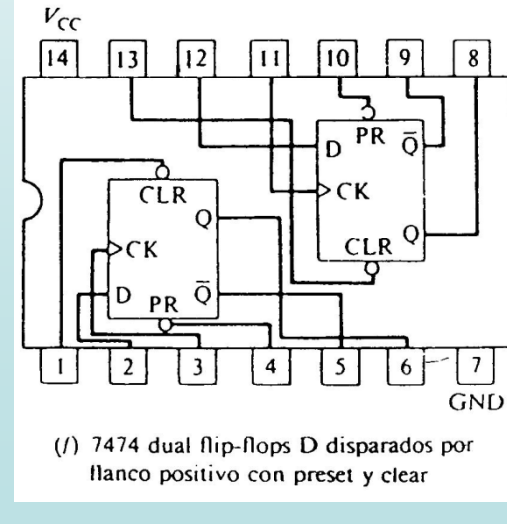 V_CC
14 13 12 11 10 9 8
PR
D Q̅
CK
CLR Q
CLR
Q
CK
D Q̅
PR
1 2 3 4 5 6 7
GND
(/) 7474 dual flip-flops D disparados por
flanco positivo con preset y clear